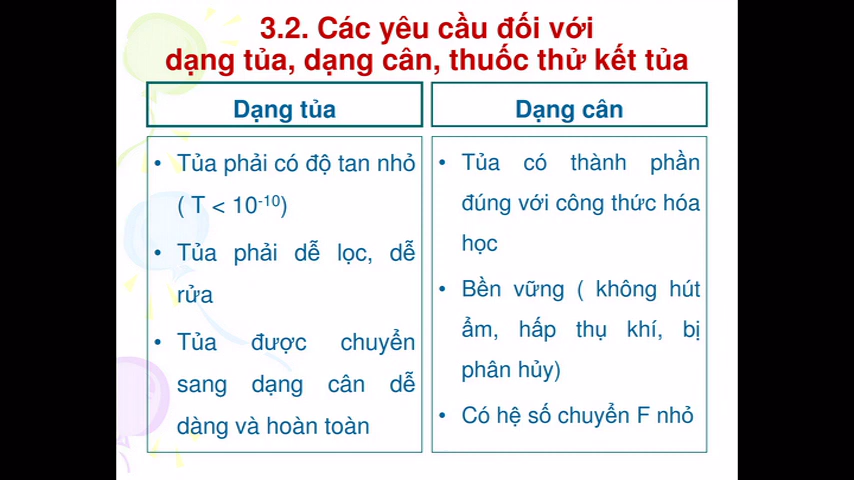 3.2. Các yêu cầu đối với
dạng tủa, dạng cân, thuốc thử kết tủa
Dạng tủa
• Tủa phải có độ tan nhỏ
( T < 10⁻¹⁰)
• Tủa phải dễ lọc, dễ
rửa
• Tủa được chuyển
sang dạng cân dễ
dàng và hoàn toàn
Dạng cân
• Tủa có thành phần
đúng với công thức hóa
học
• Bền vững ( không hút
ẩm, hấp thụ khí, bị
phân hủy)
• Có hệ số chuyển F nhỏ